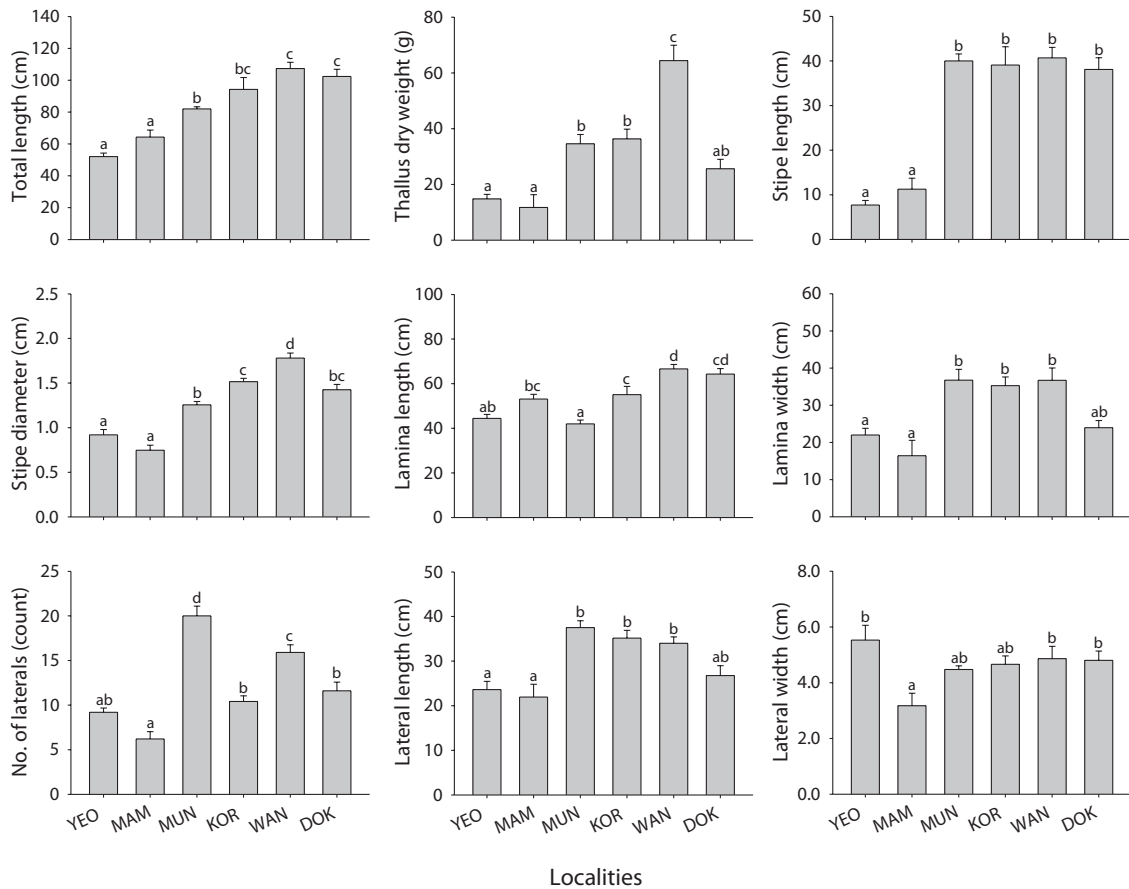 Total length (cm)
140
120
100
80
60
40
20
0
a
a
b
bc
c
c
Thallus dry weight (g)
80
60
40
20
0
a
a
b
b
c
ab
Stipe length (cm)
50
40
30
20
10
0
a
a
b
b
b
b
Stipe diameter (cm)
2.5
2.0
1.5
1.0
0.5
0.0
a
a
b
c
d
bc
Lamina length (cm)
100
80
60
40
20
0
ab
bc
a
c
d
cd
Lamina width (cm)
60
50
40
30
20
10
0
a
a
b
b
b
ab
No. of laterals (count)
25
20
15
10
5
0
ab
a
d
b
c
b
YEO
MAM
MUN
KOR
WAN
DOK
Lateral length (cm)
50
40
30
20
10
0
a
a
b
b
b
ab
YEO
MAM
MUN
KOR
WAN
DOK
Lateral width (cm)
8.0
6.0
4.0
2.0
0.0
b
a
ab
ab
b
b
YEO
MAM
MUN
KOR
WAN
DOK
Localities